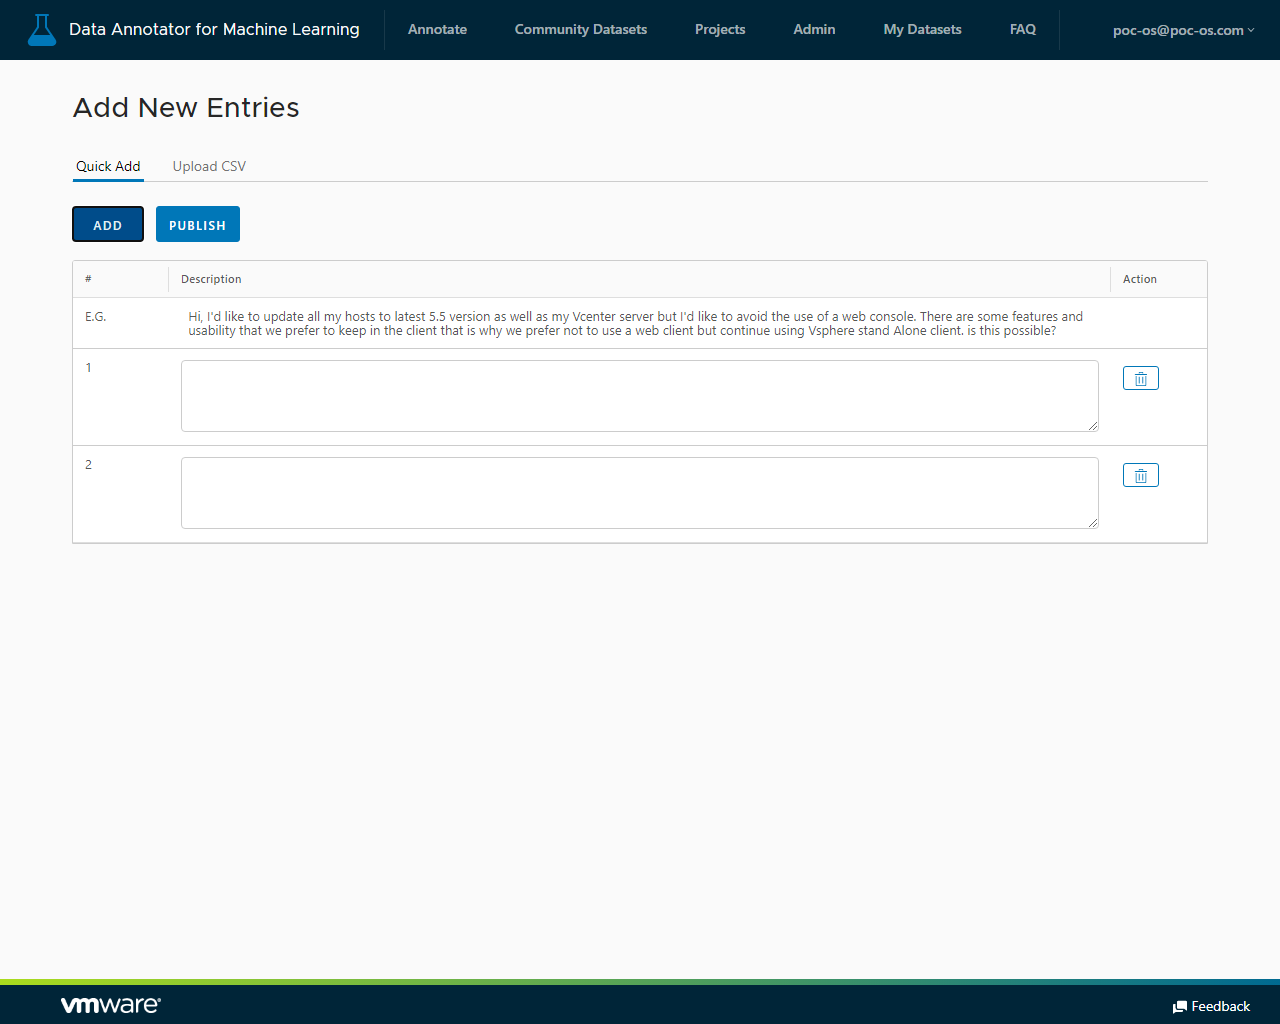 Data Annotator for Machine Learning
Annotate
Community Datasets
Projects
Admin
My Datasets
FAQ
poc-os@poc-os.com
Add New Entries
Quick Add
Upload CSV
ADD
PUBLISH
#
Description
Action
E.G.
Hi, I'd like to update all my hosts to latest 5.5 version as well as my Vcenter server but I'd like to avoid the use of a web console. There are some features and
usability that we prefer to keep in the client that is why we prefer not to use a web client but continue using Vsphere stand Alone client. is this possible?
1
2
vmware®
Feedback